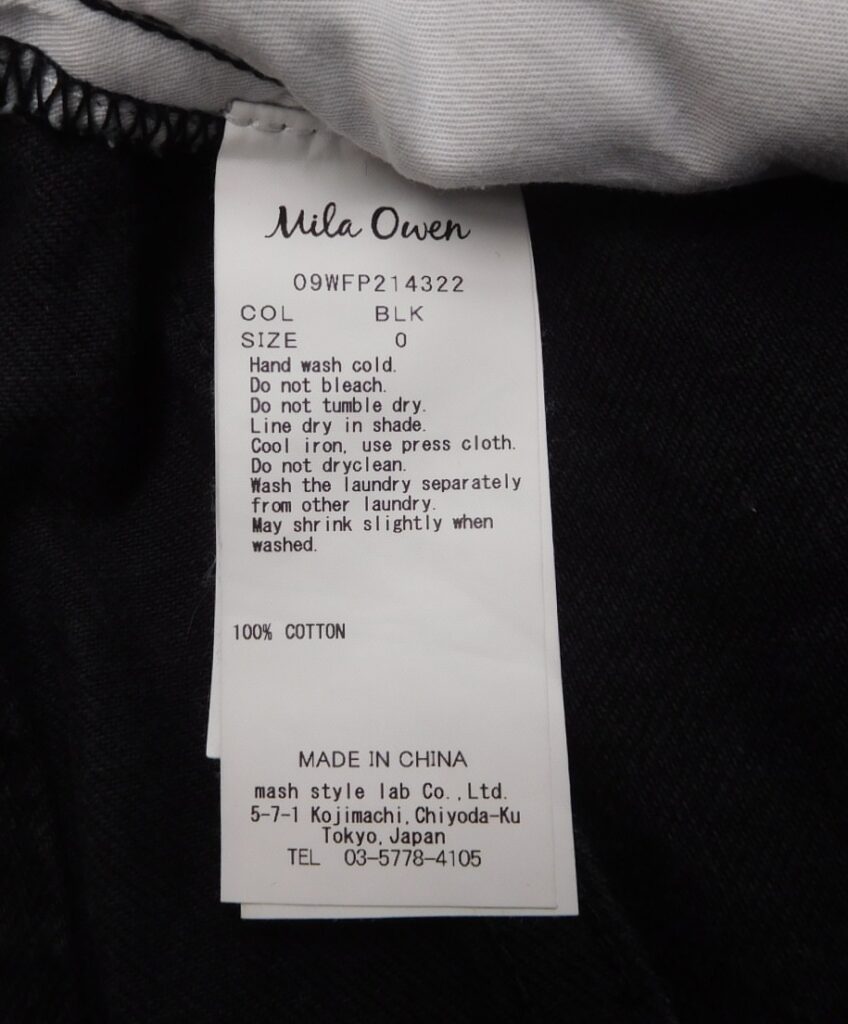 Mila Owen
09WFP214322
COL BLK
SIZE 0
Hand wash cold.
Do not bleach.
Do not tumble dry.
Line dry in shade.
Cool iron, use press cloth.
Do not dryclean.
Wash the laundry separately
from other laundry.
May shrink slightly when
washed.
100% COTTON
MADE IN CHINA
mash style lab Co.,Ltd.
5-7-1 Kojimachi,Chiyoda-Ku
Tokyo,Japan
TEL 03-5778-4105